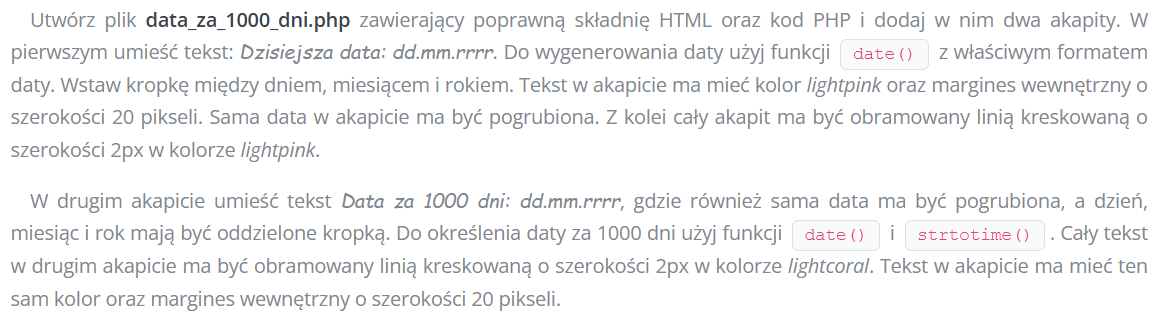 Utwórz plik data_za_1000_dni.php zawierający poprawną składnię HTML oraz kod PHP i dodaj w nim dwa akapity. W
pierwszym umieść tekst: Dzisiejsza data: dd.mm.rrrr. Do wygenerowania daty użyj funkcji date() z właściwym formatem
daty. Wstaw kropkę między dniem, miesiącem i rokiem. Tekst w akapicie ma mieć kolor lightpink oraz margines wewnętrzny o
szerokości 20 pikseli. Sama data w akapicie ma być pogrubiona. Z kolei cały akapit ma być obramowany linią kreskowaną o
szerokości 2px w kolorze lightpink.
W drugim akapicie umieść tekst Data za 1000 dni: dd.mm.rrrr, gdzie również sama data ma być pogrubiona, a dzień,
miesiąc i rok mają być oddzielone kropką. Do określenia daty za 1000 dni użyj funkcji date() i strtotime() . Cały tekst
w drugim akapicie ma być obramowany linią kreskowaną o szerokości 2px w kolorze lightcoral. Tekst w akapicie ma mieć ten
sam kolor oraz margines wewnętrzny o szerokości 20 pikseli.